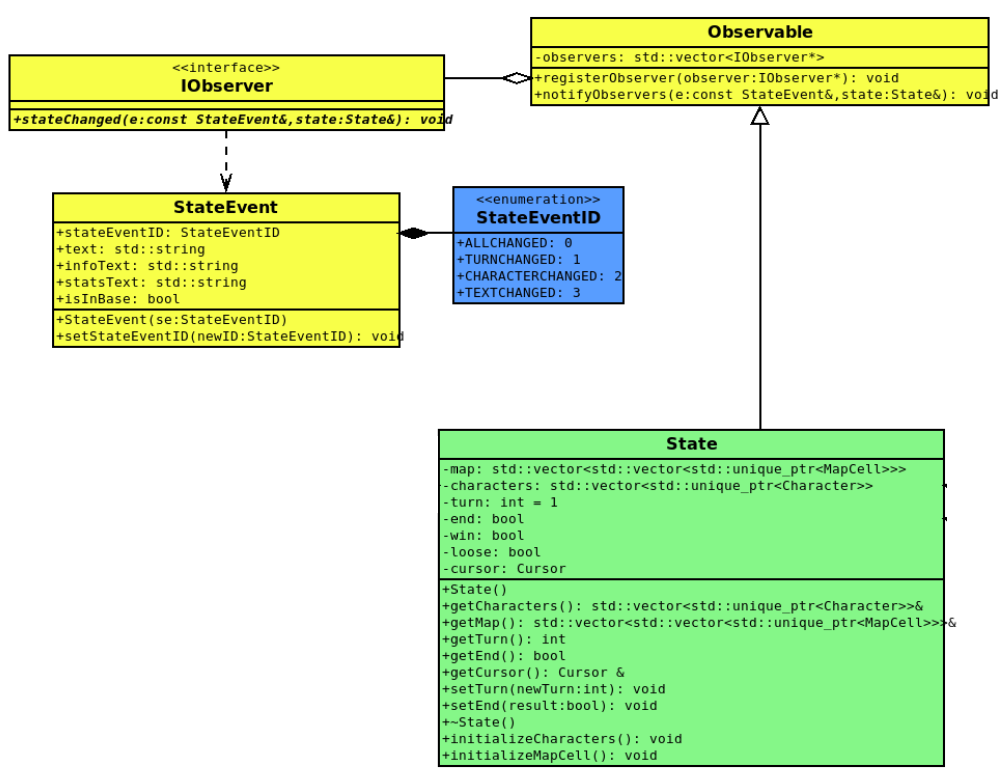 <<interface>>
IObserver
+stateChanged(e:const StateEvent&,state:State&): void
Observable
-observers: std::vector<IObserver*>
+registerObserver(observer:IObserver*): void
+notifyObservers(e:const StateEvent&,state:State&): void
StateEvent
+stateEventID: StateEventID
+text: std::string
+infoText: std::string
+statsText: std::string
+isInBase: bool
+StateEvent(se:StateEventID)
+setStateEventID(newID:StateEventID): void
<<enumeration>>
StateEventID
+ALLCHANGED: 0
+TURNCHANGED: 1
+CHARACTERCHANGED: 2
+TEXTCHANGED: 3
State
-map: std::vector<std::vector<std::unique_ptr<MapCell>>>
-characters: std::vector<std::unique_ptr<Character>>
-turn: int = 1
-end: bool
-win: bool
-loose: bool
-cursor: Cursor
+State()
+getCharacters(): std::vector<std::unique_ptr<Character>>&
+getMap(): std::vector<std::vector<std::unique_ptr<MapCell>>>&
+getTurn(): int
+getEnd(): bool
+getCursor(): Cursor &
+setTurn(newTurn:int): void
+setEnd(result:bool): void
+~State()
+initializeCharacters(): void
+initializeMapCell(): void